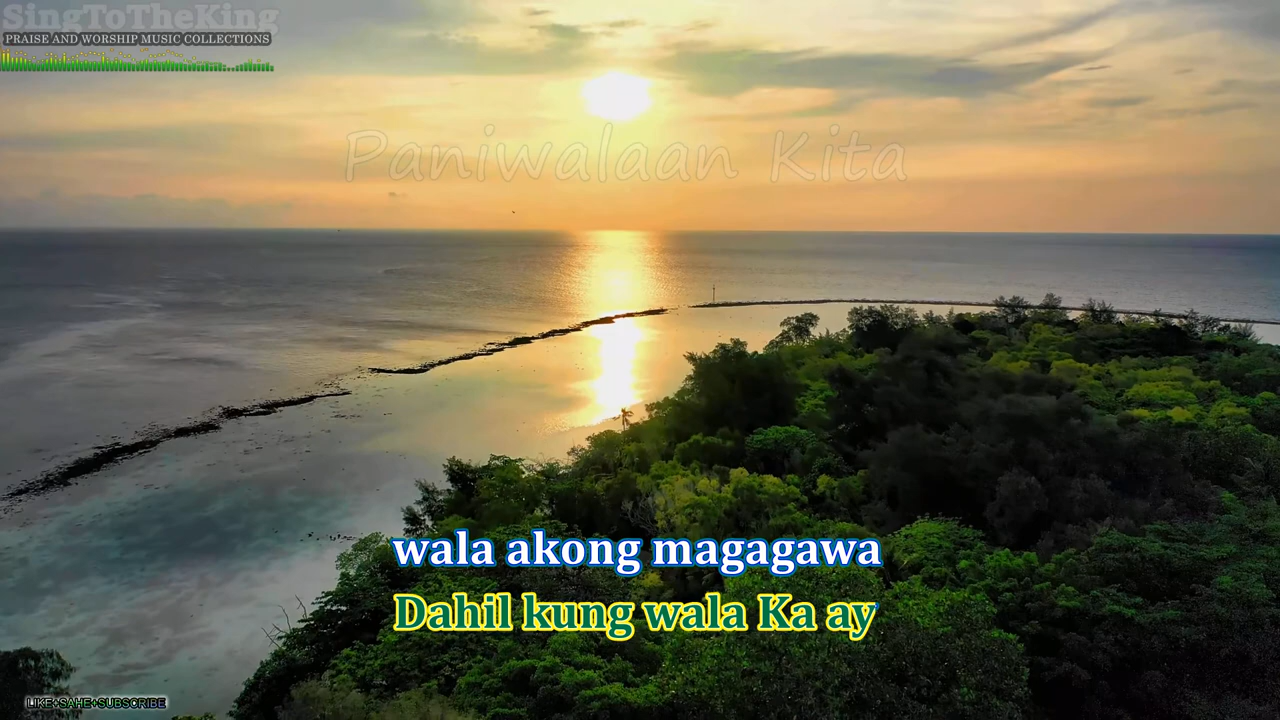 SingToTheKing
PRAISE AND WORSHIP MUSIC COLLECTIONS
Paniwalaan Kita
wala akong magagawa
Dahil kung wala Ka ay
LIKE+SAHE+SUBSCRIBE